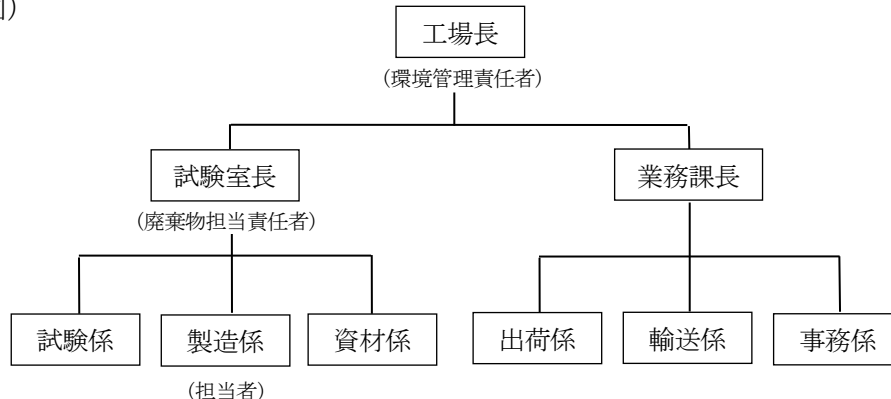 工場長
(環境管理責任者)
試験室長
業務課長
(廃棄物担当責任者)
試験係
製造係
資材係
出荷係
輸送係
事務係
(担当者)